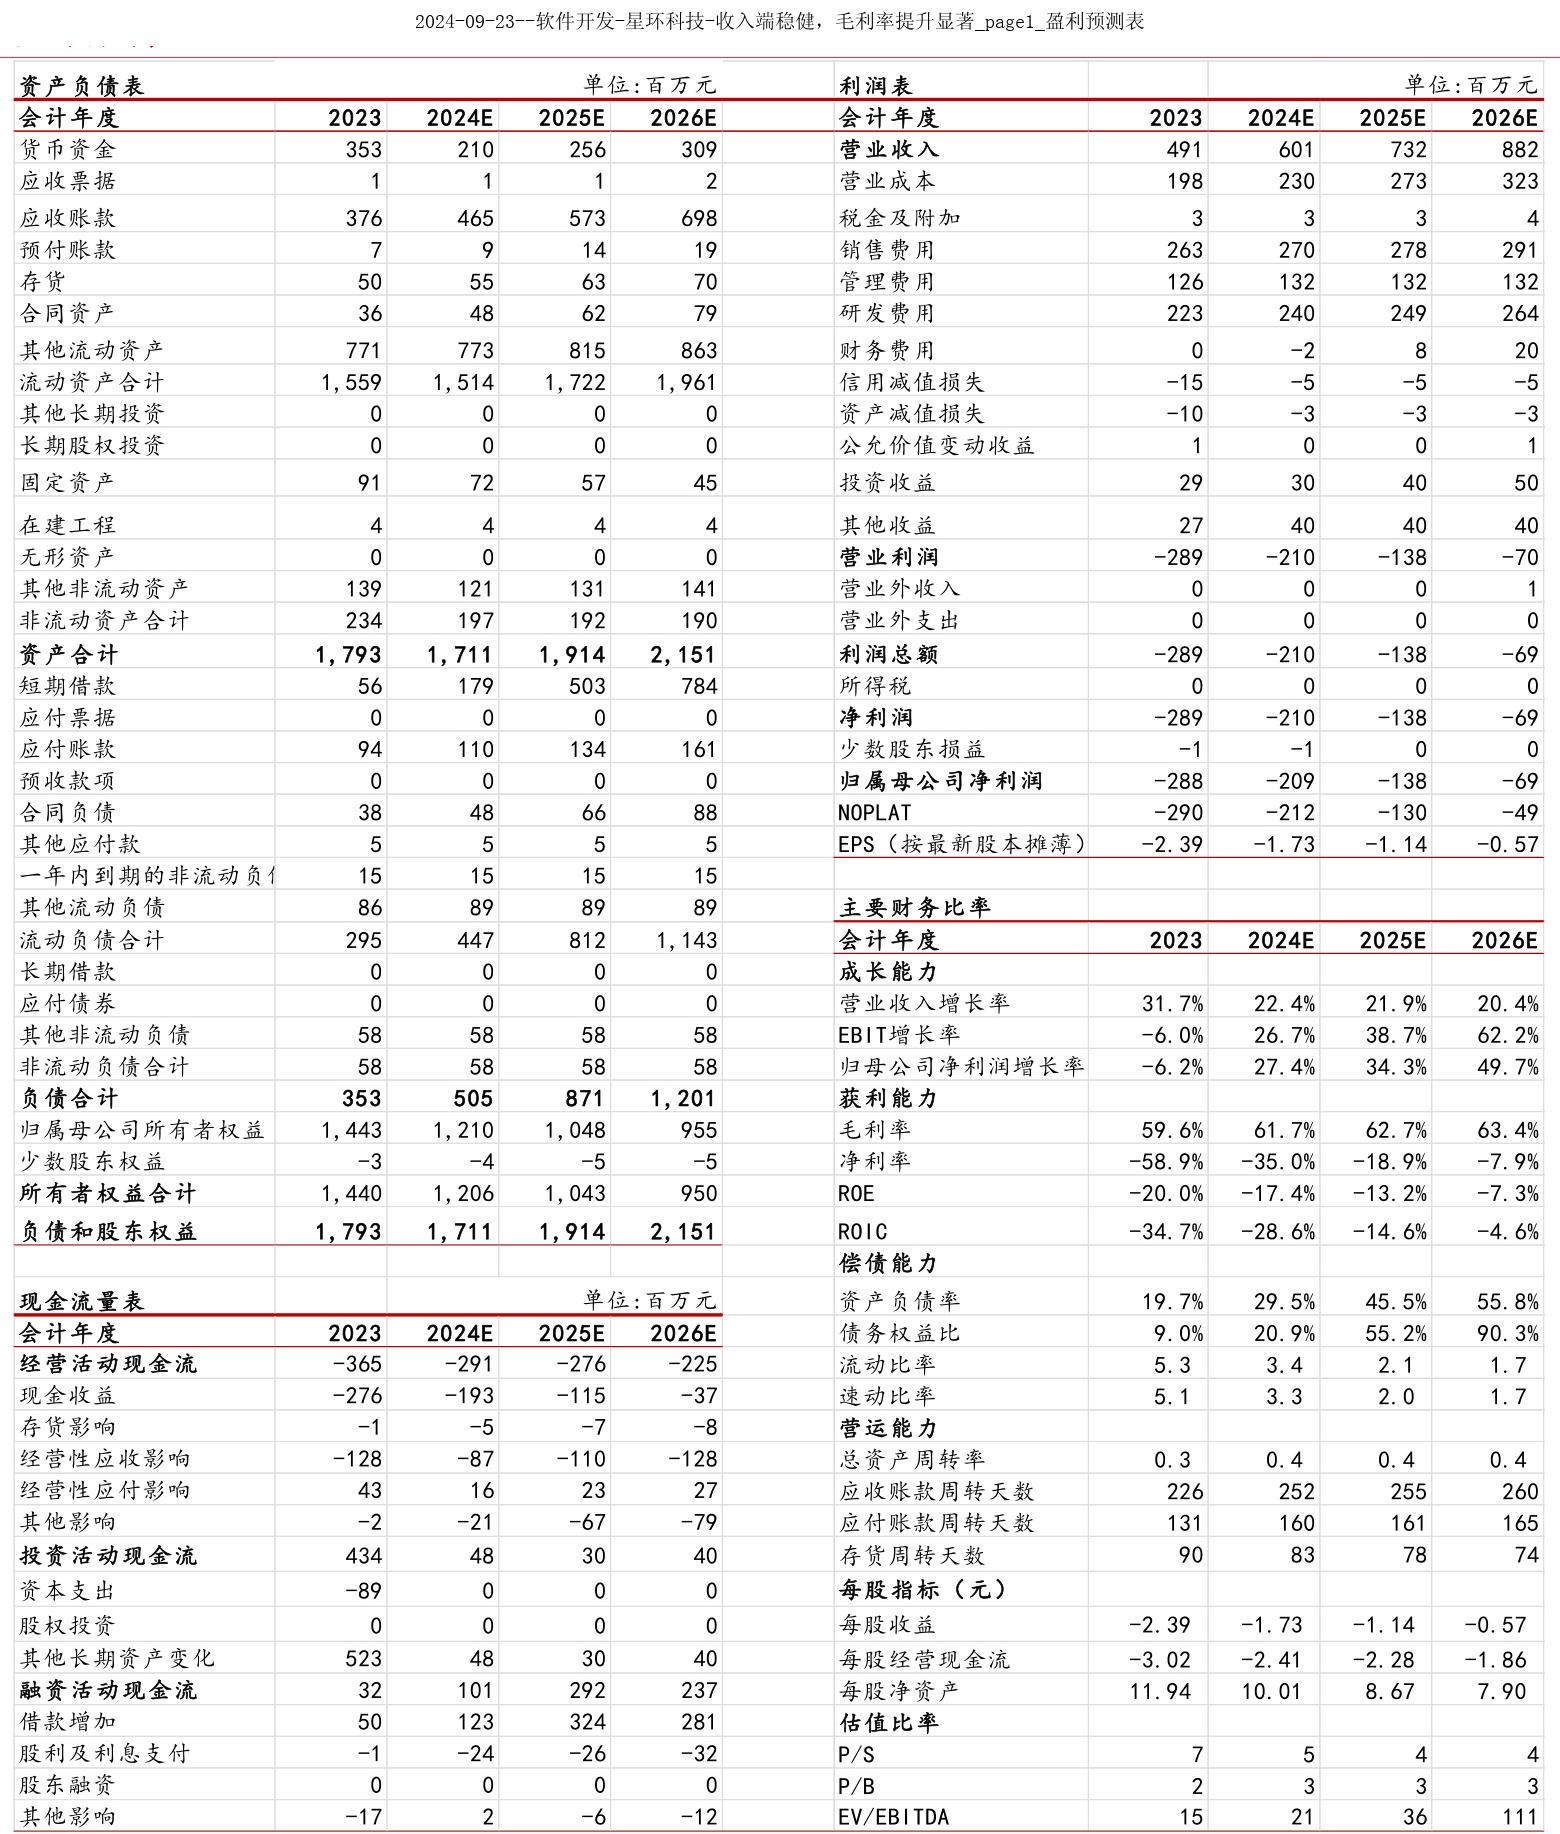 2024-09-23--软件开发-星环科技-收入端稳健，毛利率提升显著_page1_盈利预测表
资产负债表 单位:百万元
会计年度 2023 2024E 2025E 2026E
货币资金 353 210 256 309
应收票据 1 1 1 2
应收账款 376 465 573 698
预付账款 7 9 14 19
存货 50 55 63 70
合同资产 36 48 62 79
其他流动资产 771 773 815 863
流动资产合计 1,559 1,514 1,722 1,961
其他长期投资 0 0 0 0
长期股权投资 0 0 0 0
固定资产 91 72 57 45
在建工程 4 4 4 4
无形资产 0 0 0 0
其他非流动资产 139 121 131 141
非流动资产合计 234 197 192 190
资产合计 1,793 1,711 1,914 2,151
短期借款 56 179 503 784
应付票据 0 0 0 0
应付账款 94 110 134 161
预收款项 0 0 0 0
合同负债 38 48 66 88
其他应付款 5 5 5 5
一年内到期的非流动负 15 15 15 15
其他流动负债 86 89 89 89
流动负债合计 295 447 812 1,143
长期借款 0 0 0 0
应付债券 0 0 0 0
其他非流动负债 58 58 58 58
非流动负债合计 58 58 58 58
负债合计 353 505 871 1,201
归属母公司所有者权益 1,443 1,210 1,048 955
少数股东权益 -3 -4 -5 -5
所有者权益合计 1,440 1,206 1,043 950
负债和股东权益 1,793 1,711 1,914 2,151
现金流量表 单位:百万元
会计年度 2023 2024E 2025E 2026E
经营活动现金流 -365 -291 -276 -225
现金收益 -276 -193 -115 -37
存货影响 -1 -5 -7 -8
经营性应收影响 -128 -87 -110 -128
经营性应付影响 43 16 23 27
其他影响 -2 -21 -67 -79
投资活动现金流 434 48 30 40
资本支出 -89 0 0 0
股权投资 0 0 0 0
其他长期资产变化 523 48 30 40
融资活动现金流 32 101 292 237
借款增加 50 123 324 281
股利及利息支付 -1 -24 -26 -32
股东融资 0 0 0 0
其他影响 -17 2 -6 -12
利润表 单位:百万元
会计年度 2023 2024E 2025E 2026E
营业收入 491 601 732 882
营业成本 198 230 273 323
税金及附加 3 3 3 4
销售费用 263 270 278 291
管理费用 126 132 132 132
研发费用 223 240 249 264
财务费用 0 -2 8 20
信用减值损失 -15 -5 -5 -5
资产减值损失 -10 -3 -3 -3
公允价值变动收益 1 0 0 1
投资收益 29 30 40 50
其他收益 27 40 40 40
营业利润 -289 -210 -138 -70
营业外收入 0 0 0 1
营业外支出 0 0 0 0
利润总额 -289 -210 -138 -69
所得税 0 0 0 0
净利润 -289 -210 -138 -69
少数股东损益 -1 -1 0 0
归属母公司净利润 -288 -209 -138 -69
NOPLAT -290 -212 -130 -49
EPS（按最新股本摊薄） -2.39 -1.73 -1.14 -0.57
主要财务比率
会计年度 2023 2024E 2025E 2026E
成长能力
营业收入增长率 31.7% 22.4% 21.9% 20.4%
EBIT增长率 -6.0% 26.7% 38.7% 62.2%
归母公司净利润增长率 -6.2% 27.4% 34.3% 49.7%
获利能力
毛利率 59.6% 61.7% 62.7% 63.4%
净利率 -58.9% -35.0% -18.9% -7.9%
ROE -20.0% -17.4% -13.2% -7.3%
ROIC -34.7% -28.6% -14.6% -4.6%
偿债能力
资产负债率 19.7% 29.5% 45.5% 55.8%
债务权益比 9.0% 20.9% 55.2% 90.3%
流动比率 5.3 3.4 2.1 1.7
速动比率 5.1 3.3 2.0 1.7
营运能力
总资产周转率 0.3 0.4 0.4 0.4
应收账款周转天数 226 252 255 260
应付账款周转天数 131 160 161 165
存货周转天数 90 83 78 74
每股指标（元）
每股收益 -2.39 -1.73 -1.14 -0.57
每股经营现金流 -3.02 -2.41 -2.28 -1.86
每股净资产 11.94 10.01 8.67 7.90
估值比率
P/S 7 5 4 4
P/B 2 3 3 3
EV/EBITDA 15 21 36 111